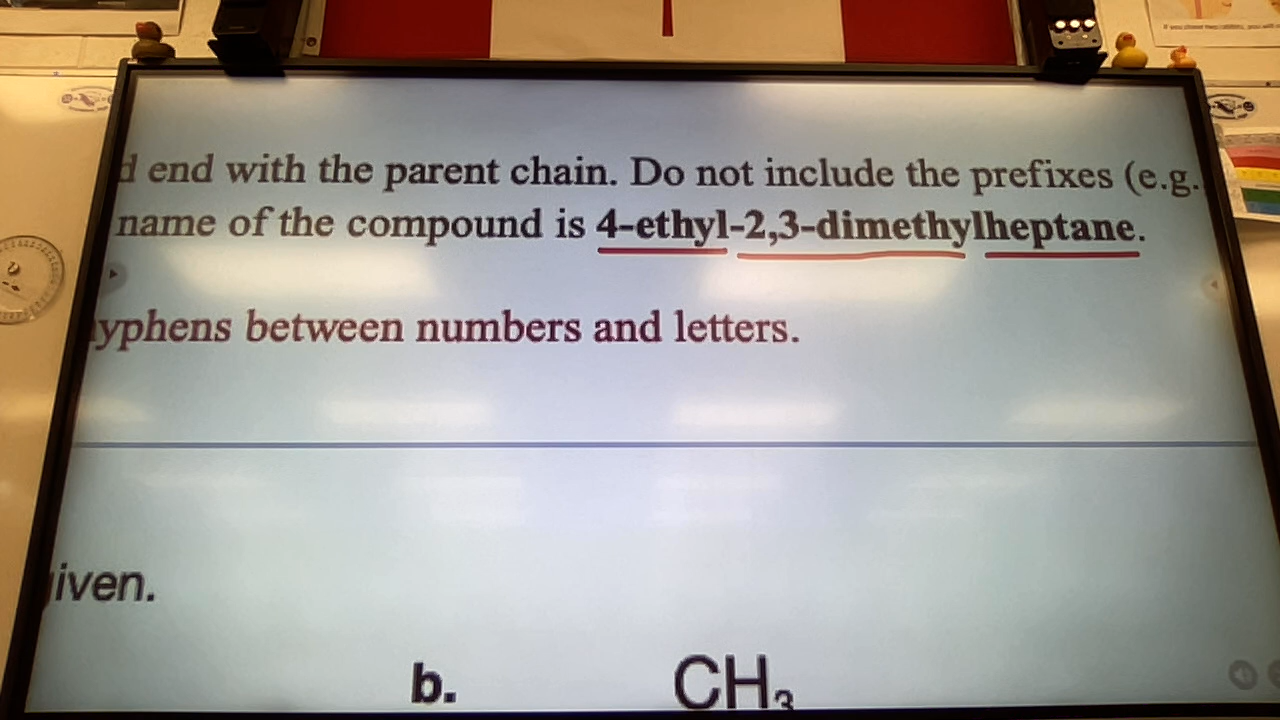 end with the parent chain. Do not include the prefixes (e.g.
name of the compound is 4-ethyl-2,3-dimethylheptane.
yphens between numbers and letters.
iven.
b. CH₃